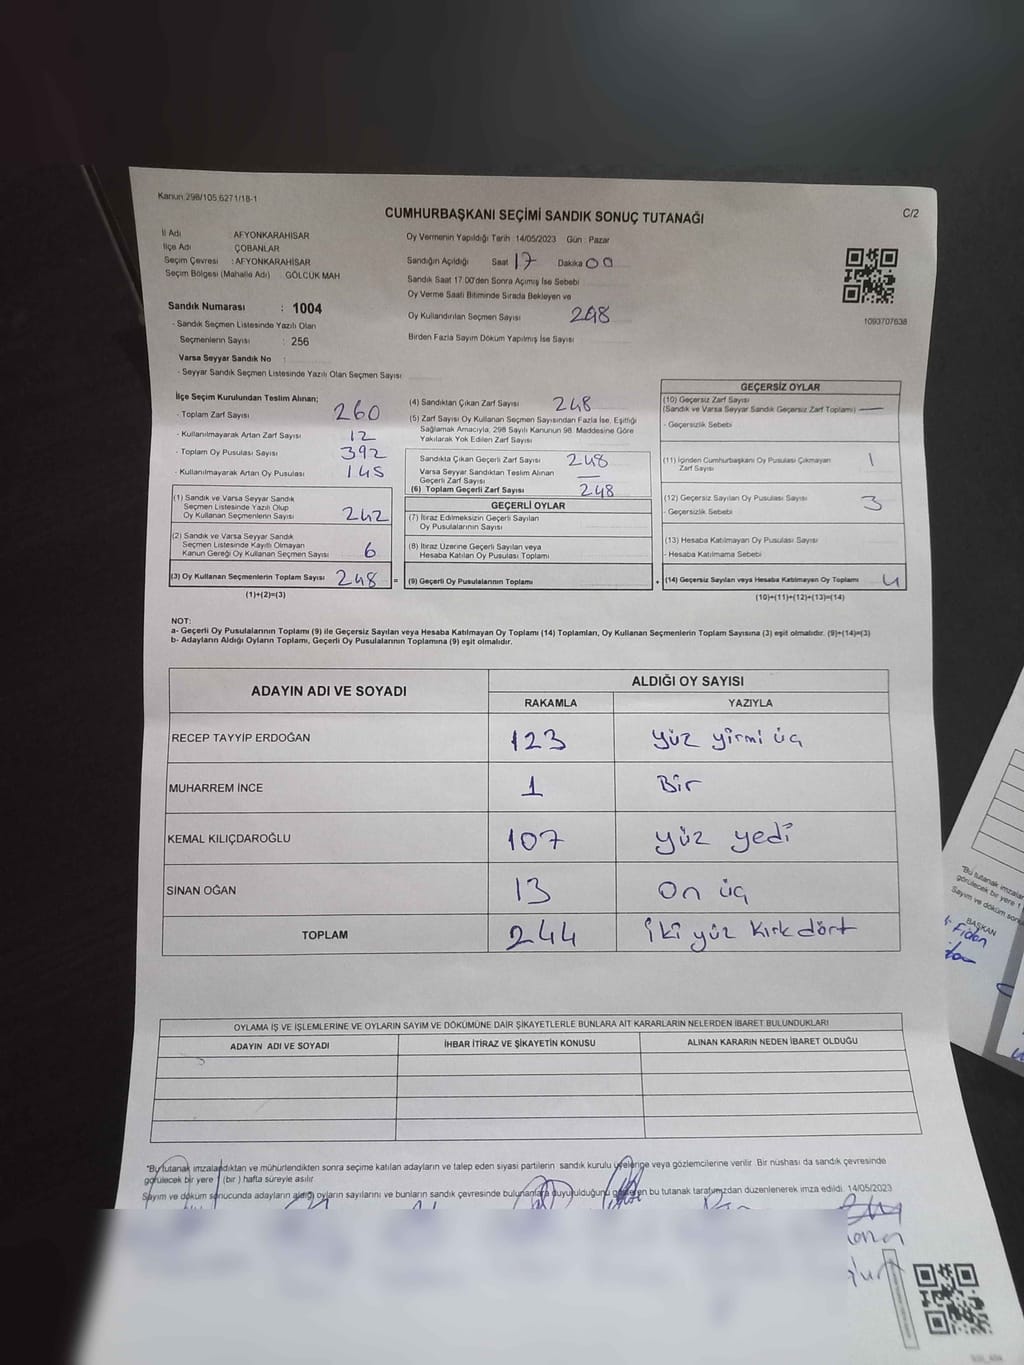 Kanun 298/105,6271/18-1
CUMHURBAŞKANI SEÇİMİ SANDIK SONUÇ TUTANAĞI
C/2
İl Adı AFYONKARAHİSAR
İlçe Adı ÇOBANLAR
Seçim Çevresi : AFYONKARAHİSAR
Seçim Bölgesi (Mahalle Adı) : GÖLCÜK MAH
Sandık Numarası : 1004
- Sandık Seçmen Listesinde Yazılı Olan
Seçmenlerin Sayısı : 256
Varsa Seyyar Sandık No :
- Seyyar Sandık Seçmen Listesinde Yazılı Olan Seçmen Sayısı
Oy Vermenin Yapıldığı Tarih 14/05/2023 Gün : Pazar
Sandığın Açıldığı Saat 17 Dakika 00
Sandık Saat 17.00'den Sonra Açımış İse Sebebi
Oy Verme Saati Bitiminde Sırada Bekleyen ve
Oy Kullandırılan Seçmen Sayısı 248
Birden Fazla Sayım Döküm Yapılmış İse Sayısı
1093707638
İlçe Seçim Kurulundan Teslim Alınan;
- Toplam Zarf Sayısı 260
- Kullanılmayarak Artan Zarf Sayısı 12
- Toplam Oy Pusulası Sayısı 392
- Kullanılmayarak Artan Oy Pusulası 145
(1) Sandık ve Varsa Seyyar Sandık
Seçmen Listesinde Yazılı Olup
Oy Kullanan Seçmenlerin Sayısı 242
(2) Sandık ve Varsa Seyyar Sandık
Seçmen Listesinde Kayıtlı Olmayan
Kanun Gereği Oy Kullanan Seçmen Sayısı 6
(3) Oy Kullanan Seçmenlerin Toplam Sayısı 248 =
(1)+(2)=(3)
(4) Sandıktan Çıkan Zarf Sayısı 248
(5) Zarf Sayısı Oy Kullanan Seçmen Sayısından Fazla İse, Eşitliği
Sağlamak Amacıyla, 298 Sayılı Kanunun 98. Maddesine Göre
Yakılarak Yok Edilen Zarf Sayısı
Sandıkta Çıkan Geçerli Zarf Sayısı 248
Varsa Seyyar Sandıktan Teslim Alınan
Geçerli Zarf Sayısı —
(6) Toplam Geçerli Zarf Sayısı 248
GEÇERLİ OYLAR
(7) İtiraz Edilmeksizin Geçerli Sayılan
Oy Pusulalarının Sayısı
(8) İtiraz Üzerine Geçerli Sayılan veya
Hesaba Katılan Oy Pusulası Toplamı
(9) Geçerli Oy Pusulalarının Toplamı +
GEÇERSİZ OYLAR
(10) Geçersiz Zarf Sayısı
(Sandık ve Varsa Seyyar Sandık Geçersiz Zarf Toplamı) —
- Geçersizlik Sebebi
(11) İçinden Cumhurbaşkanı Oy Pusulası Çıkmayan
Zarf Sayısı 1
(12) Geçersiz Sayılan Oy Pusulası Sayısı 3
- Geçersizlik Sebebi
(13) Hesaba Katılmayan Oy Pusulası Sayısı
- Hesaba Katılmama Sebebi
(14) Geçersiz Sayılan veya Hesaba Katılmayan Oy Toplamı 4
(10)+(11)+(12)+(13)=(14)
NOT:
a- Geçerli Oy Pusulalarının Toplamı (9) ile Geçersiz Sayılan veya Hesaba Katılmayan Oy Toplamı (14) Toplamları, Oy Kullanan Seçmenlerin Toplam Sayısına (3) eşit olmalıdır. (9)+(14)=(3)
b- Adayların Aldığı Oyların Toplamı, Geçerli Oy Pusulalarının Toplamına (9) eşit olmalıdır.
ADAYIN ADI VE SOYADI ALDIĞI OY SAYISI
RAKAMLA YAZIYLA
RECEP TAYYİP ERDOĞAN 123 yüz yirmi üç
MUHARREM İNCE 1 Bir
KEMAL KILIÇDAROĞLU 107 yüz yedi
SİNAN OĞAN 13 On üç
TOPLAM 244 iki yüz kırk dört
OYLAMA İŞ VE İŞLEMLERİNE VE OYLARIN SAYIM VE DÖKÜMÜNE DAİR ŞİKAYETLERLE BUNLARA AİT KARARLARIN NELERDEN İBARET BULUNDUKLARI
ADAYIN ADI VE SOYADI İHBAR İTİRAZ VE ŞİKAYETİN KONUSU ALINAN KARARIN NEDEN İBARET OLDUĞU
"Bu tutanak imzalandıktan ve mühürlendikten sonra seçime katılan adayların ve talep eden siyasi partilerin sandık kurulu üyelerine veya gözlemcilerine verilir. Bir nüshası da sandık çevresinde
görülecek bir yere 1 (bir) hafta süreyle asılır
Sayım ve döküm sonucunda adayların aldığı oyların sayılarını ve bunların sandık çevresinde bulunanlara duyurulduğunu gösteren bu tutanak tarafımızdan düzenlenerek imza edildi. 14/05/2023
"Bu tutanak imzalan
görülecek bir yere 1
Sayım ve döküm son
BAŞKAN
Fidan